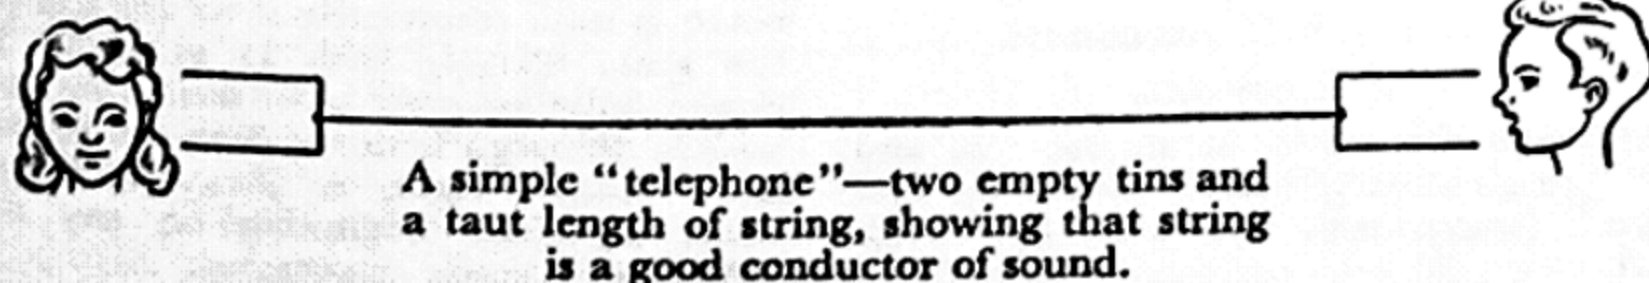 A simple “telephone”—two empty tins and
a taut length of string, showing that string
is a good conductor of sound.